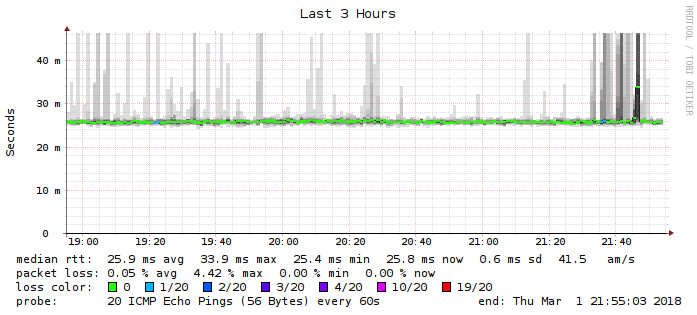 Last 3 Hours
RRDTOOL / TOBI OETIKER
Seconds
40 m
30 m
20 m
10 m
0
19:00 19:20 19:40 20:00 20:20 20:40 21:00 21:20 21:40
median rtt: 25.9 ms avg 33.9 ms max 25.4 ms min 25.8 ms now 0.6 ms sd 41.5 am/s
packet loss: 0.05 % avg 4.42 % max 0.00 % min 0.00 % now
loss color: 0 1/20 2/20 3/20 4/20 10/20 19/20
probe: 20 ICMP Echo Pings (56 Bytes) every 60s end: Thu Mar 1 21:55:03 2018